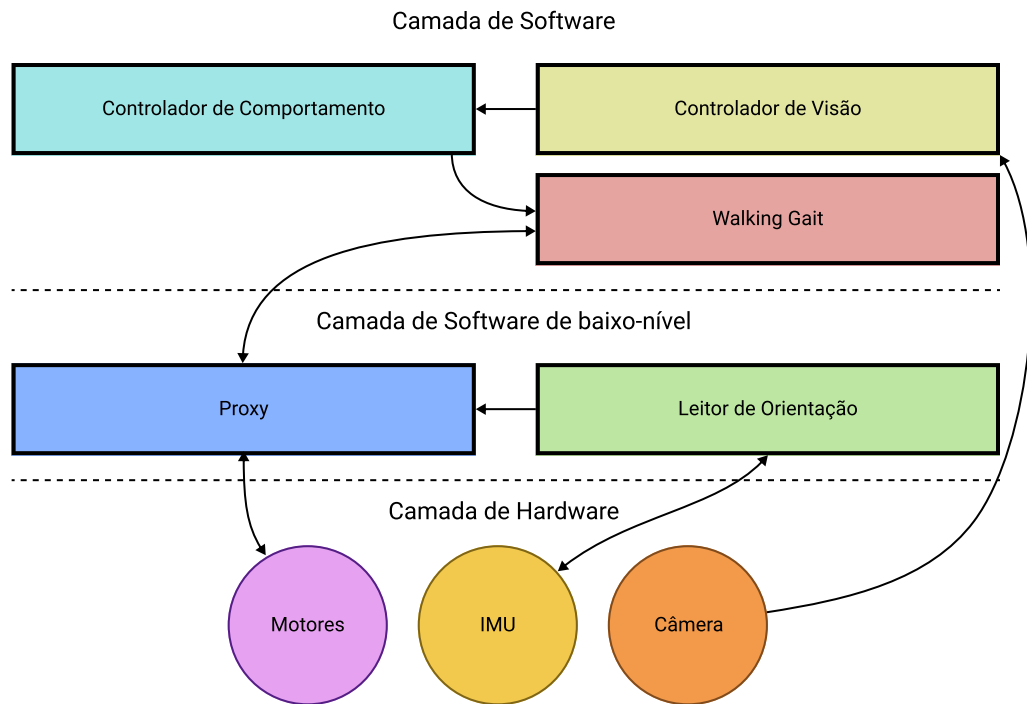 Camada de Software
Controlador de Comportamento
Controlador de Visão
Walking Gait
Camada de Software de baixo-nível
Proxy
Leitor de Orientação
Camada de Hardware
Motores
IMU
Câmera